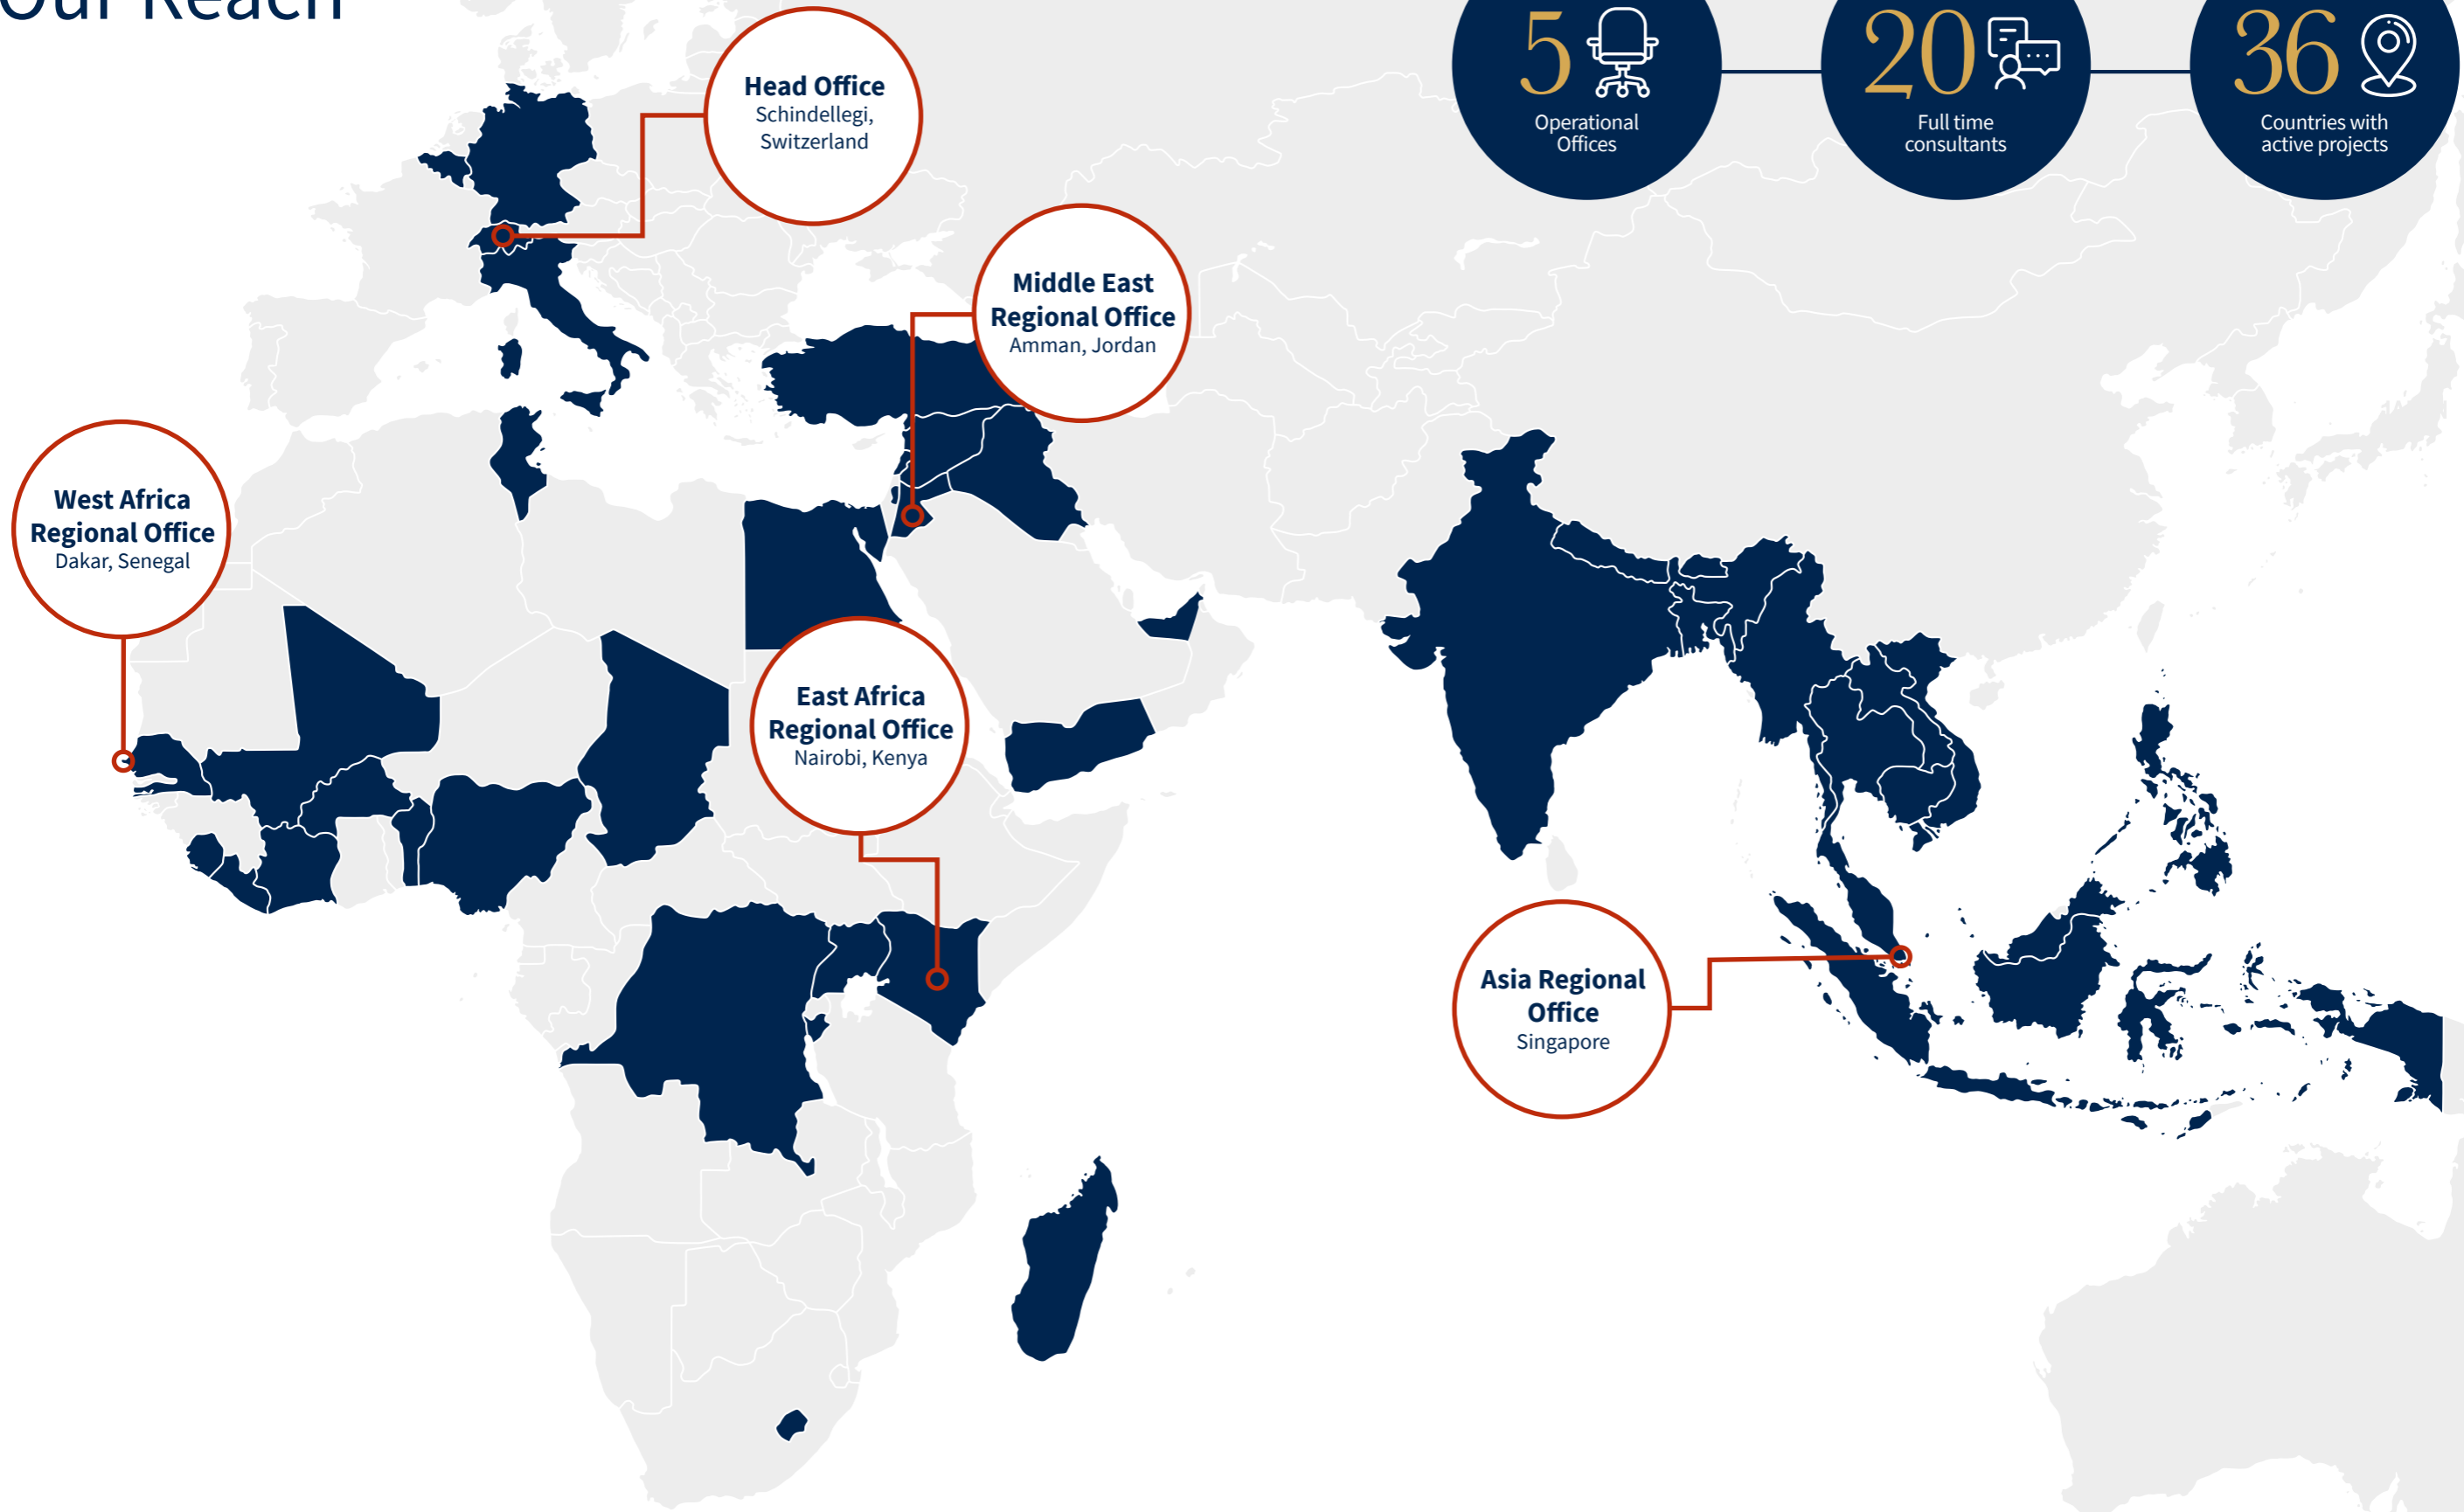 Our Reach
5
Operational
Offices
20
Full time
consultants
36
Countries with
active projects
Head Office
Schindellegi,
Switzerland
Middle East
Regional Office
Amman, Jordan
West Africa
Regional Office
Dakar, Senegal
East Africa
Regional Office
Nairobi, Kenya
Asia Regional
Office
Singapore